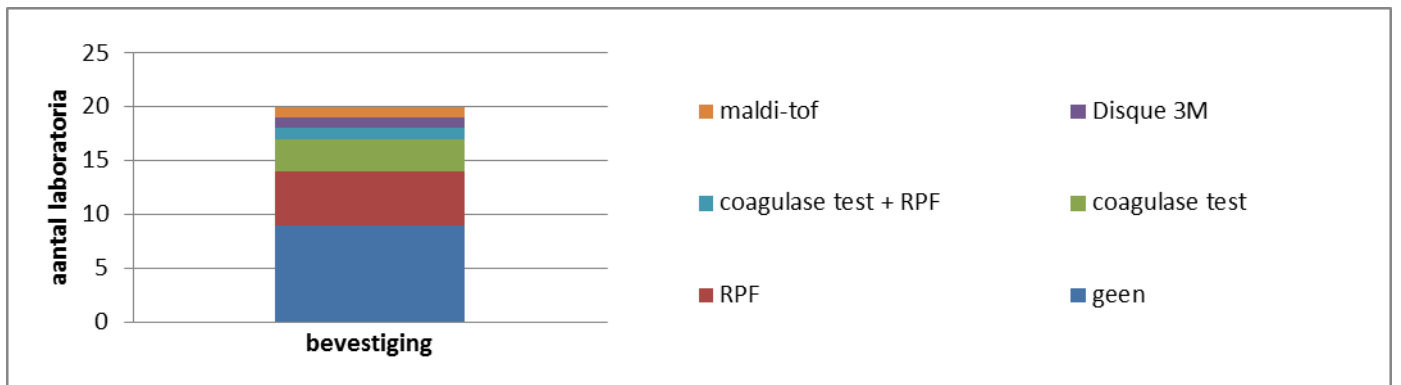 25
20
15
10
5
0
aantal laboratoria
bevestiging
maldi-tof
Disque 3M
coagulase test + RPF
coagulase test
RPF
geen